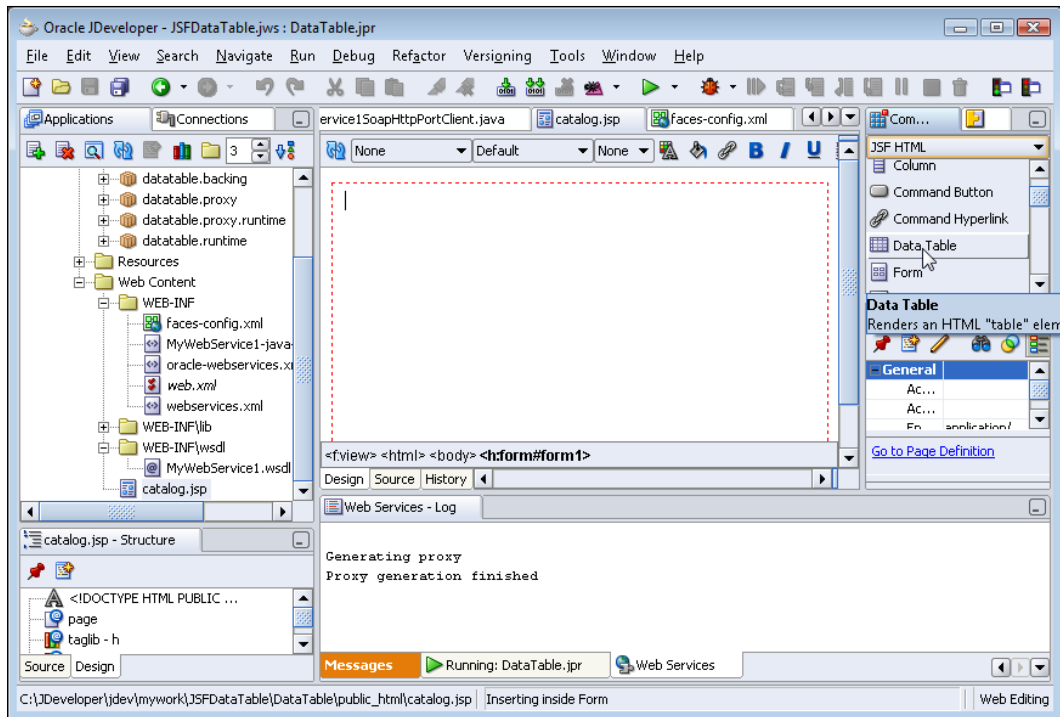 Oracle JDeveloper - JSFDataTable.jws : DataTable.jpr
File Edit View Search Navigate Run Debug Refactor Versioning Tools Window Help
Applications Connections
ervice1SoapHttpPortClient.java catalog.jsp faces-config.xml
Com...
3
None Default None B I U
JSF HTML
datatable.backing
datatable.proxy
datatable.proxy.runtime
datatable.runtime
Resources
Web Content
WEB-INF
faces-config.xml
MyWebService1-java-
oracle-webservices.x
web.xml
webservices.xml
WEB-INF\lib
WEB-INF\wsdl
MyWebService1.wsdl
catalog.jsp
Column
Command Button
Command Hyperlink
Data Table
Form
Data Table
Renders an HTML "table" elem
General
Ac...
Ac...
En application/
Go to Page Definition
<f:view> <html> <body> <h:form#form1>
Design Source History
Web Services - Log
Generating proxy
Proxy generation finished
catalog.jsp - Structure
<!DOCTYPE HTML PUBLIC ...
page
taglib - h
Source Design
Messages Running: DataTable.jpr Web Services
C:\JDeveloper\jdev\mywork\JSFDataTable\DataTable\public_html\catalog.jsp Inserting inside Form Web Editing